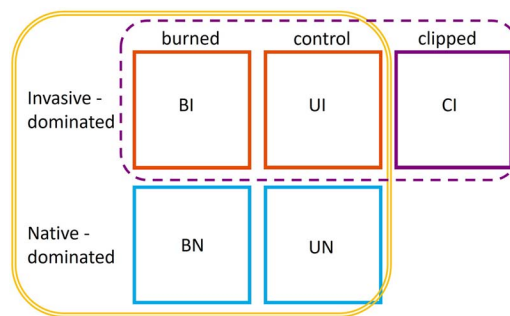 burned control clipped
Invasive -
dominated
BI UI CI
Native -
dominated
BN UN